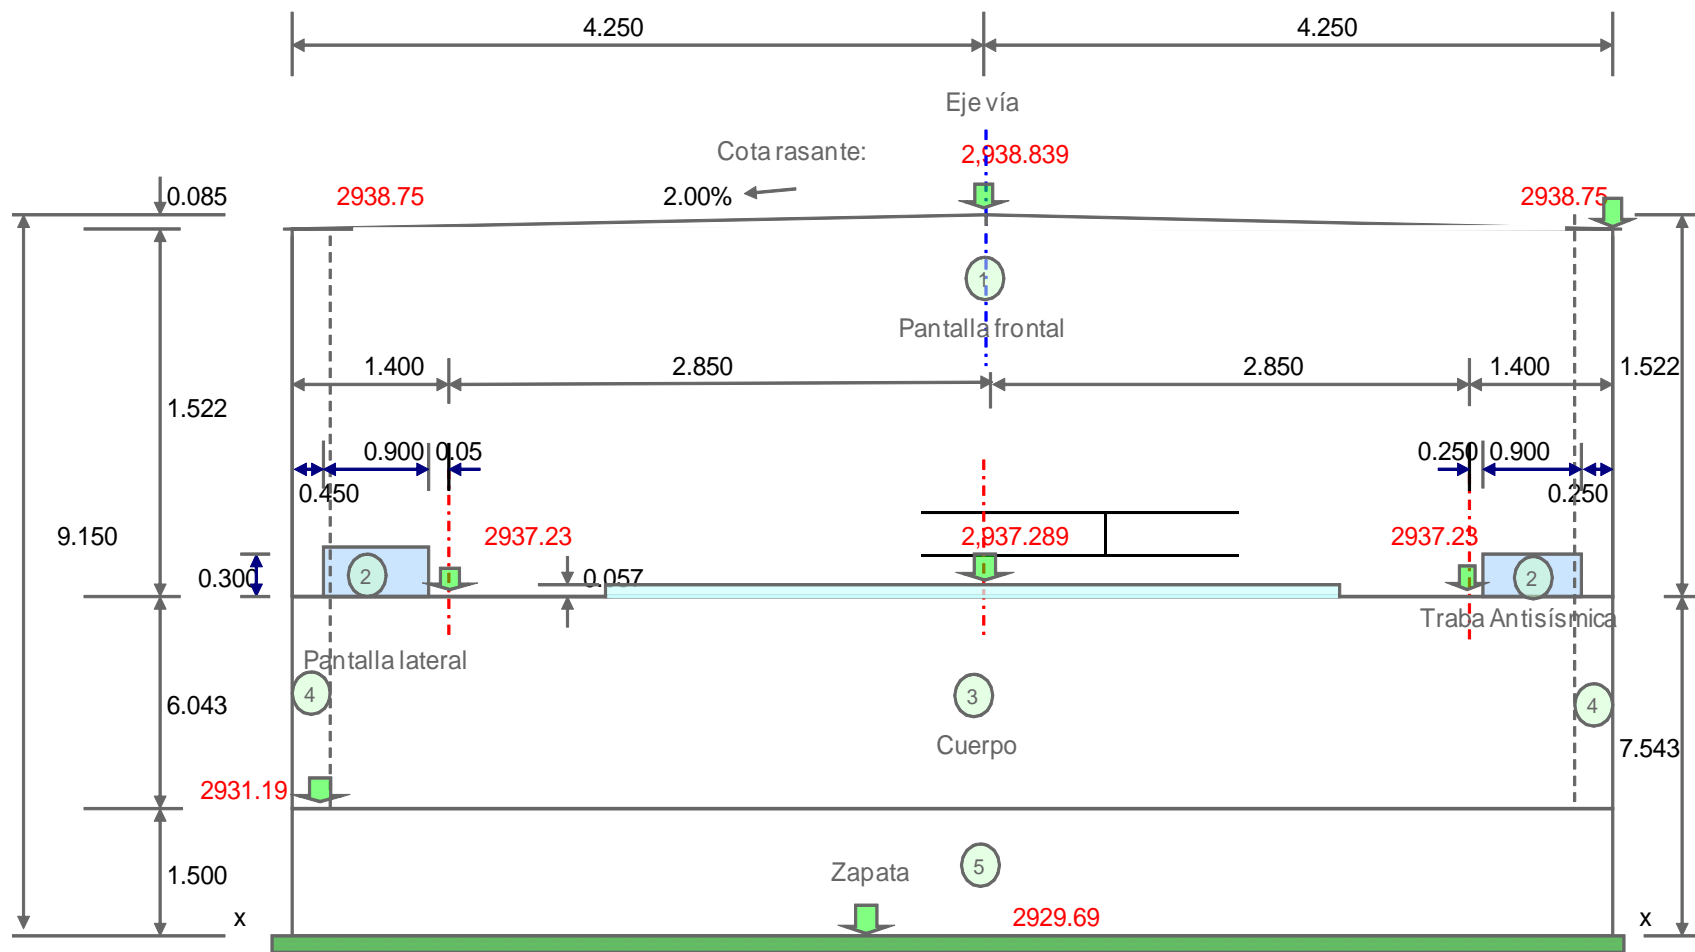 4.250 4.250
Eje vía
Cota rasante: 2,938.839
0.085 2938.75 2.00% 2938.75
1
Pantalla frontal
1.400 2.850 2.850 1.400 1.522
1.522
0.900 0.05 0.250 0.900
0.450 0.250
9.150 2937.23 2,937.289 2937.23
0.300 2 0.057 2
Traba Antisísmica
Pantalla lateral
4 3 4
6.043
Cuerpo 7.543
2931.19
1.500 Zapata 5
x 2929.69 x